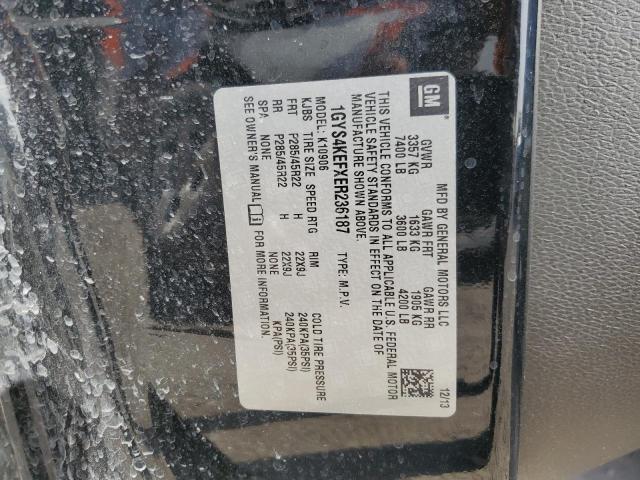 GM
MFD BY GENERAL MOTORS LLC 12/13
GVWR GAWR FRT GAWR RR
3357 KG 1633 KG 1905 KG
7400 LB 3600 LB 4200 LB
THIS VEHICLE CONFORMS TO ALL APPLICABLE U.S. FEDERAL MOTOR
VEHICLE SAFETY STANDARDS IN EFFECT ON THE DATE OF
MANUFACTURE SHOWN ABOVE.
1GYS4KEFXER236187 TYPE: M.P.V.
MODEL: K10906
KJBS TIRE SIZE SPEED RTG RIM COLD TIRE PRESSURE
FRT P285/45R22 H 22X9J 240KPA(35PSI)
RR P285/45R22 H 22X9J 240KPA(35PSI)
SPA NONE NONE KPA(PSI)
SEE OWNER'S MANUAL i FOR MORE INFORMATION.